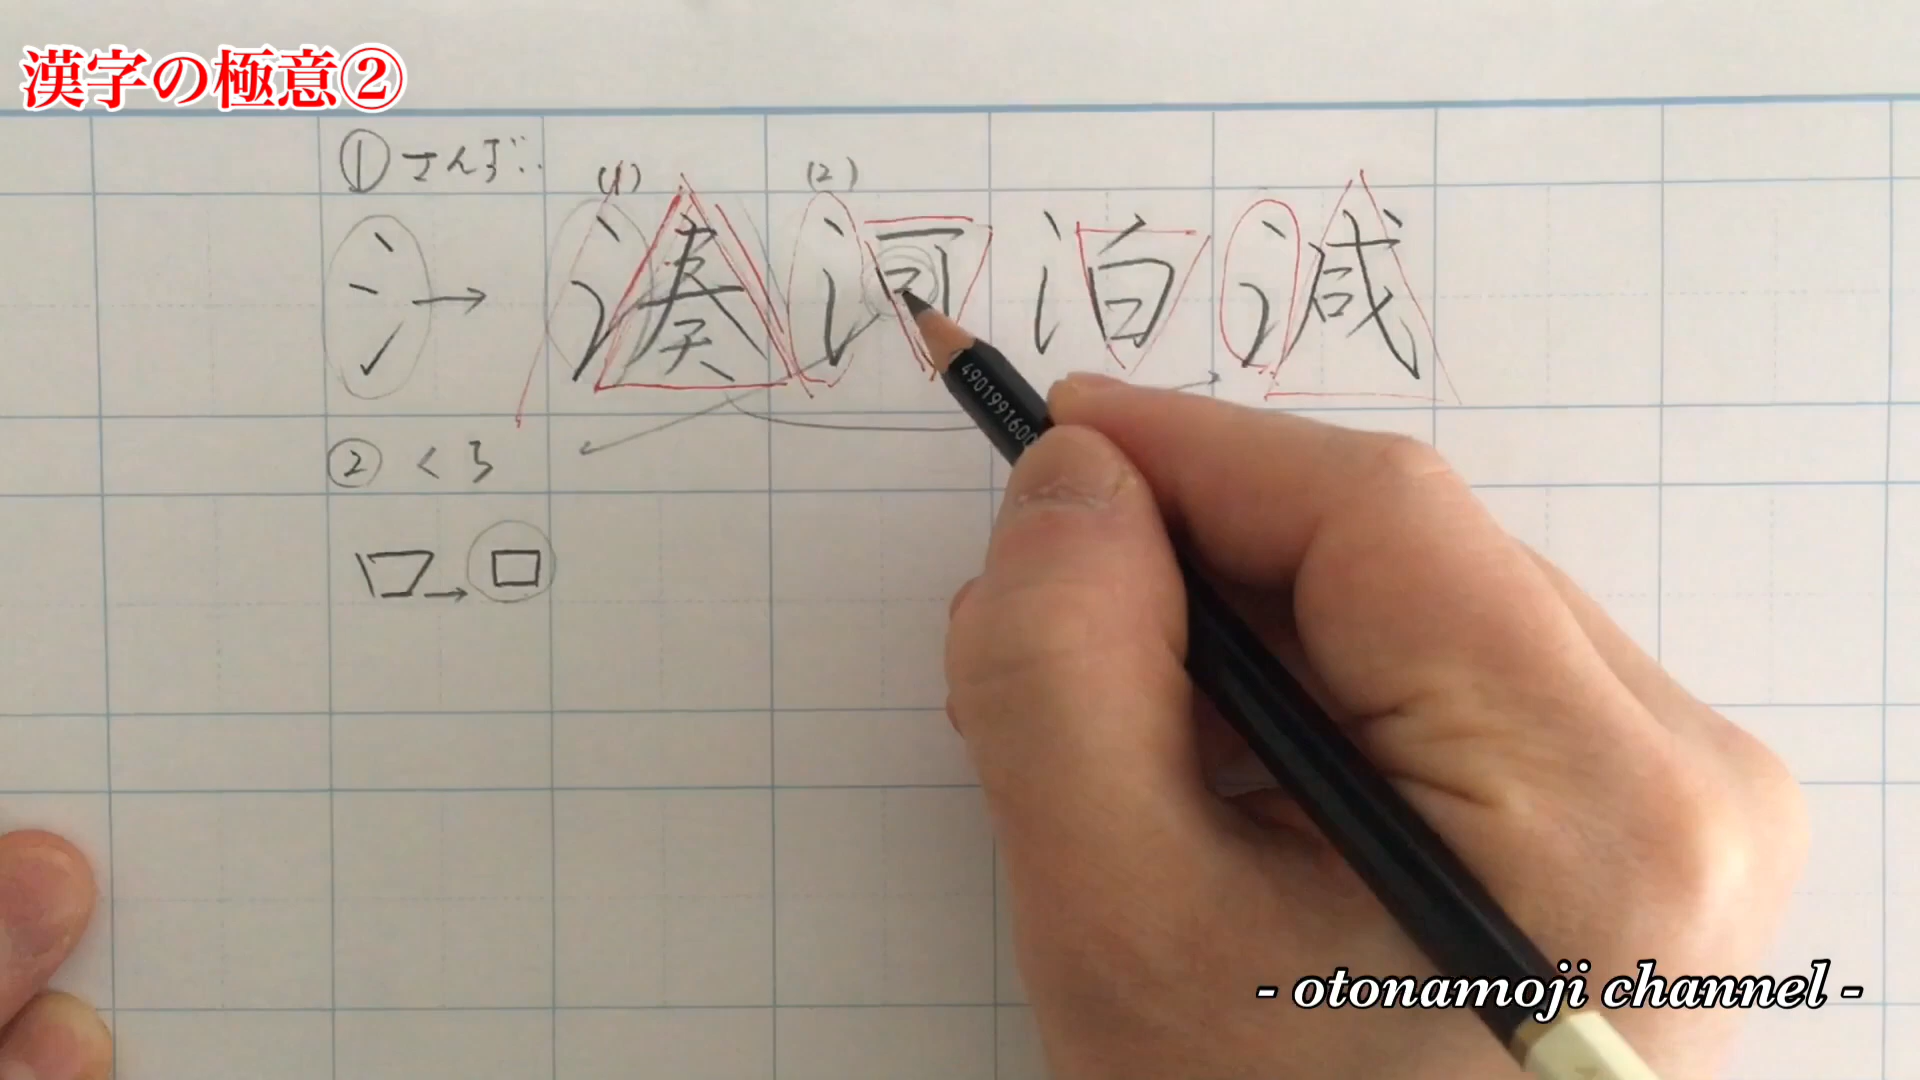 漢字の極意②
① さんずい
(1) (2)
氵→ 湊 河 泊 減
② くち
口→口
4901991600
- otonamoji channel -